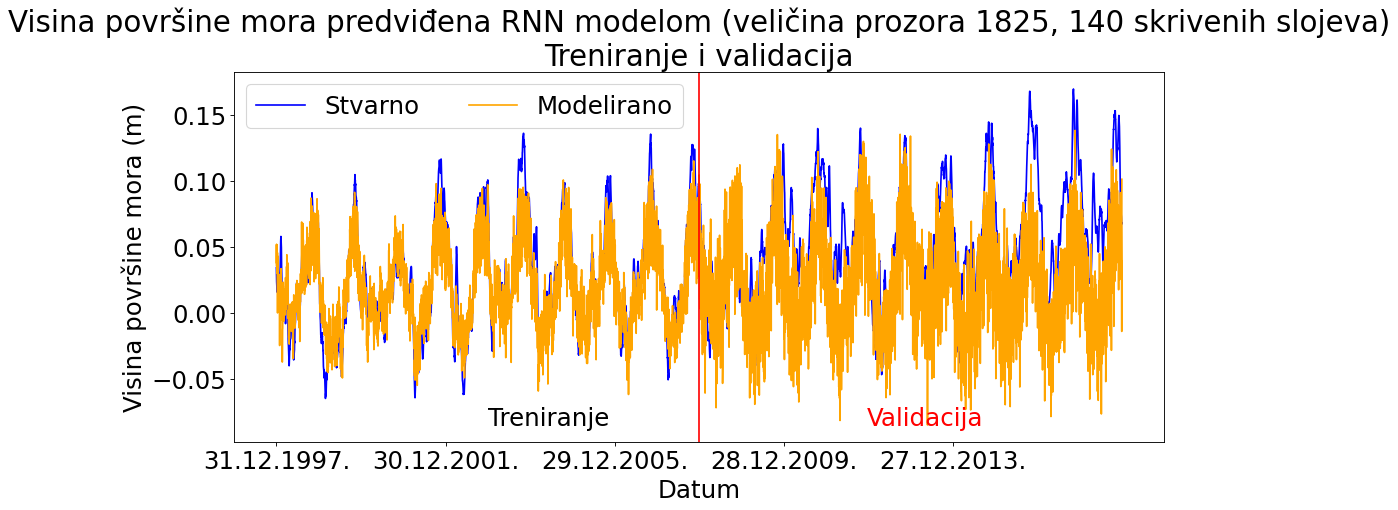 Visina površine mora predviđena RNN modelom (veličina prozora 1825, 140 skrivenih slojeva)
Treniranje i validacija
Stvarno Modelirano
Visina površine mora (m)
0.15
0.10
0.05
0.00
−0.05
Treniranje Validacija
31.12.1997. 30.12.2001. 29.12.2005. 28.12.2009. 27.12.2013.
Datum